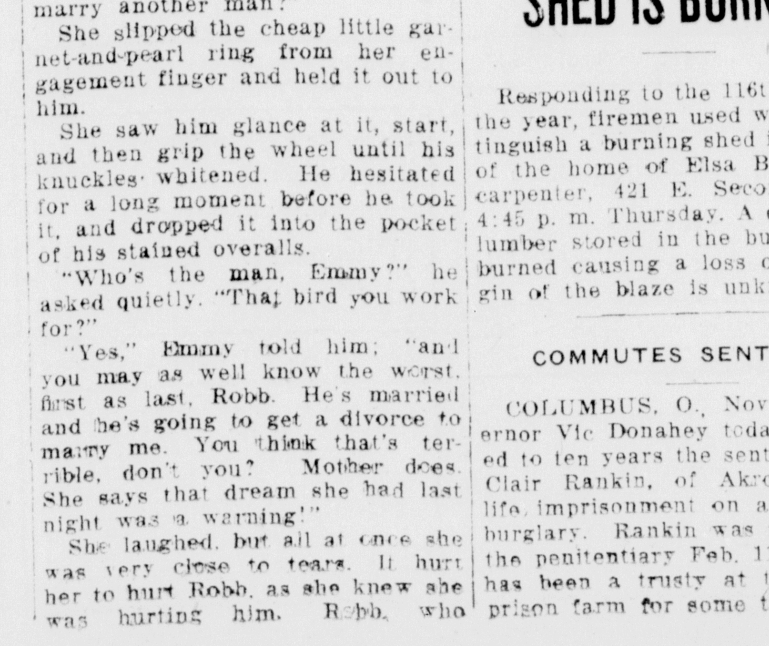 marry another man?"
She slipped the cheap little gar-
net-and-pearl ring from her en-
gagement finger and held it out to
him.
She saw him glance at it, start,
and then grip the wheel until his
knuckles whitened. He hesitated
for a long moment before he took
it, and dropped it into the pocket
of his stained overalls.
"Who's the man, Emmy?" he
asked quietly. "That bird you work
for?"
"Yes," Emmy told him; "and
you may as well know the worst,
first as last, Robb. He's married
and he's going to get a divorce to
marry me. You think that's ter-
rible, don't you? Mother does.
She says that dream she had last
night was a warning!"
She laughed, but all at once she
was very close to tears. It hurt
her to hurt Robb, as she knew she
was hurting him. Robb, who
SHED IS
Responding to the 116t
the year, firemen used w
tinguish a burning shed
of the home of Elsa B
carpenter, 421 E. Seco
4:45 p. m. Thursday. A
lumber stored in the bu
burned causing a loss
gin of the blaze is unk
COMMUTES SENT
COLUMBUS, O., Nov
ernor Vic Donahey toda
ed to ten years the sent
Clair Rankin, of Akro
life imprisonment on a
burglary. Rankin was
the penitentiary Feb. 1
has been a trusty at
prison farm for some t